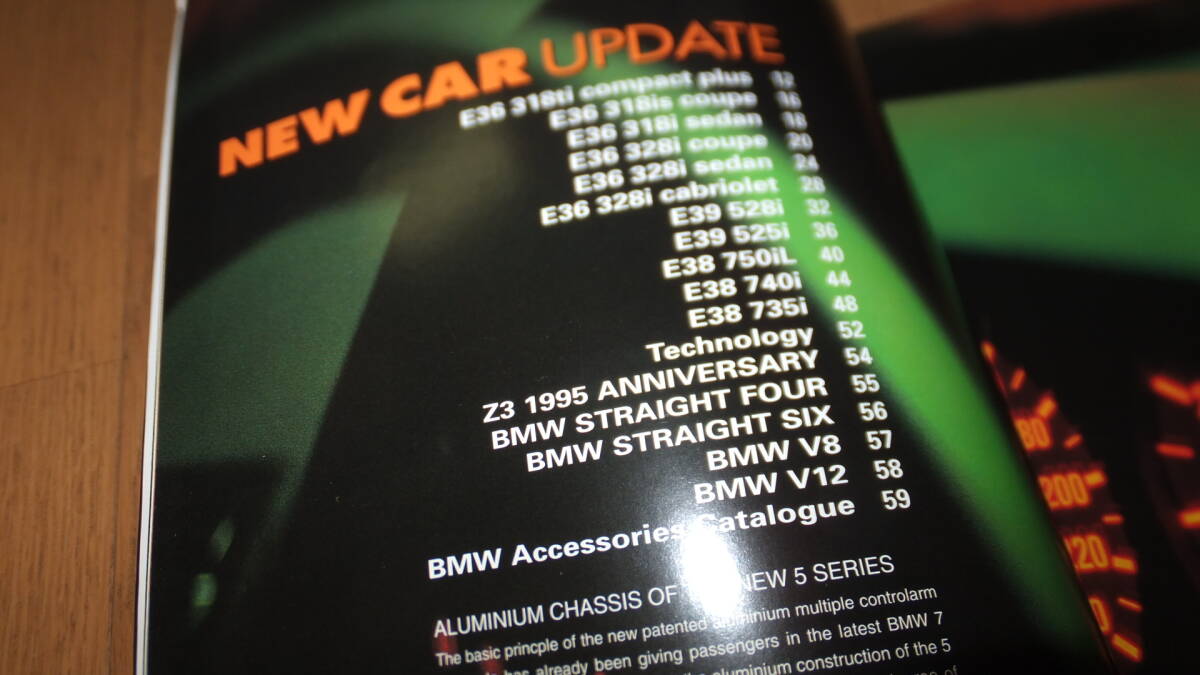 NEW CAR UPDATE
E36 318ti compact plus 12
E36 318is coupe 16
E36 318i sedan 18
E36 328i coupe 20
E36 328i sedan 24
E36 328i cabriolet 28
E39 528i 32
E39 525i 36
E38 750iL 40
E38 740i 44
E38 735i 48
Technology 52
Z3 1995 ANNIVERSARY 54
BMW STRAIGHT FOUR 55
BMW STRAIGHT SIX 56
BMW V8 57
BMW V12 58
BMW Accessories Catalogue 59
ALUMINIUM CHASSIS OF NEW 5 SERIES
The basic princple of the new patented aluminium multiple controlarm
has already been giving passengers in the latest BMW 7
aluminium construction of the 5
80
200
220